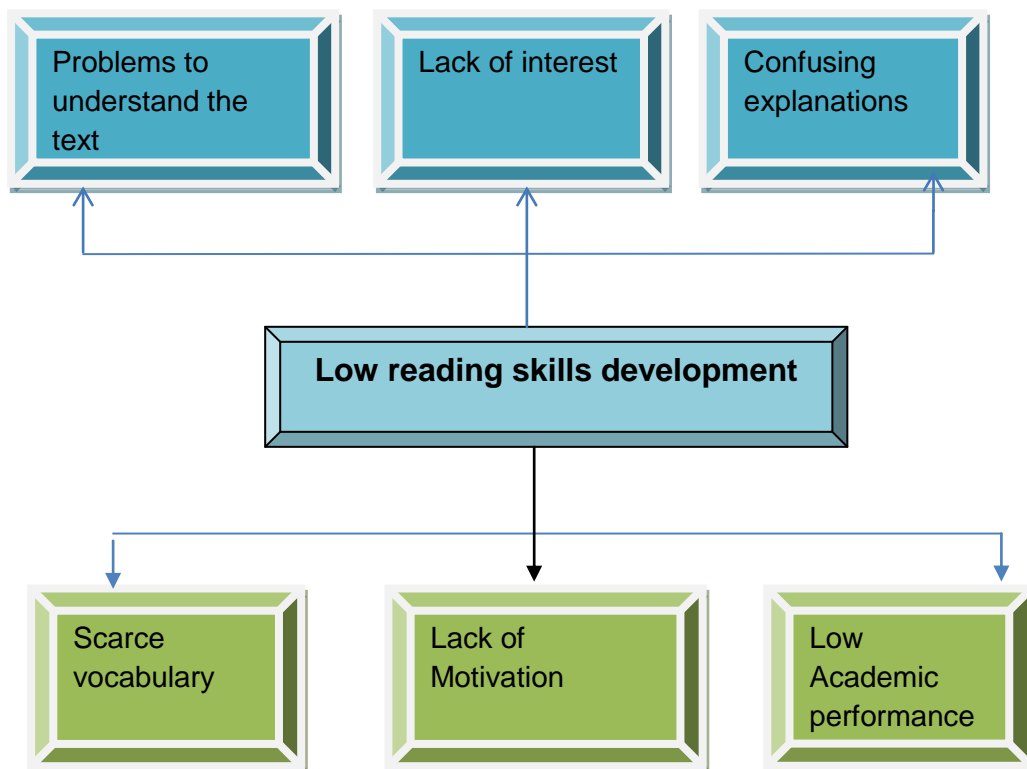 Problems to
understand the
text
Lack of interest
Confusing
explanations
Low reading skills development
Scarce
vocabulary
Lack of
Motivation
Low
Academic
performance